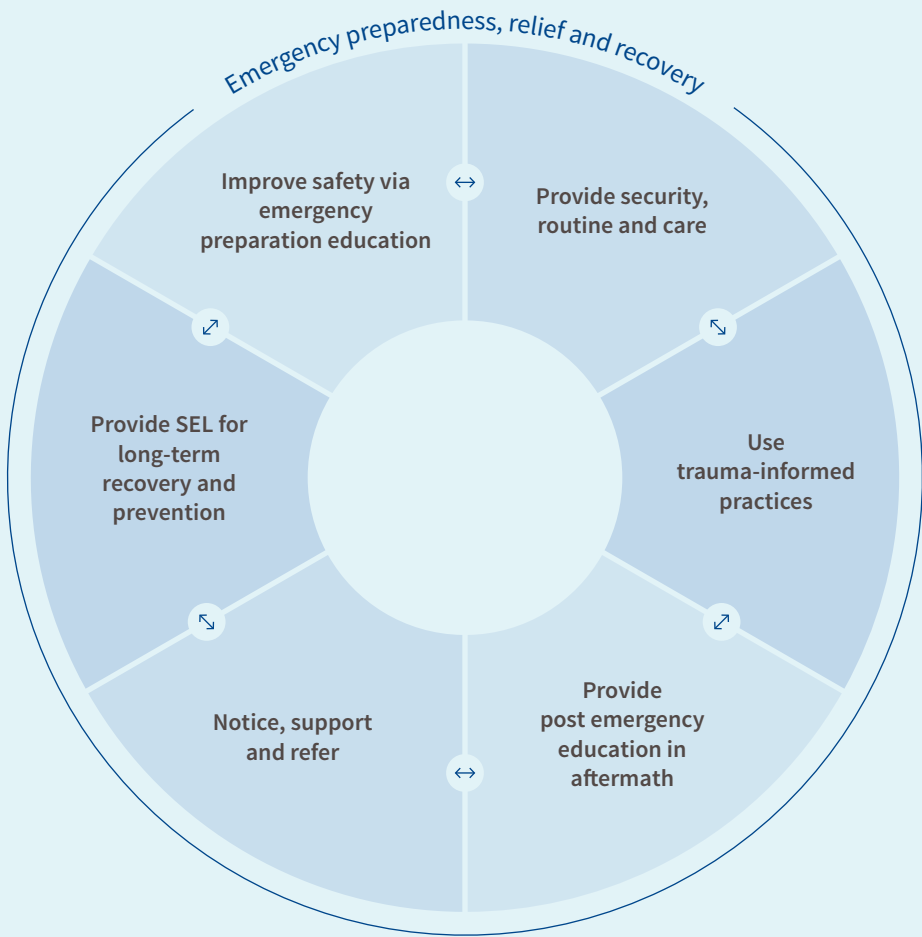 Emergency preparedness, relief and recovery
Improve safety via
emergency
preparation education
Provide security,
routine and care
Use
trauma-informed
practices
Provide
post emergency
education in
aftermath
Notice, support
and refer
Provide SEL for
long-term
recovery and
prevention